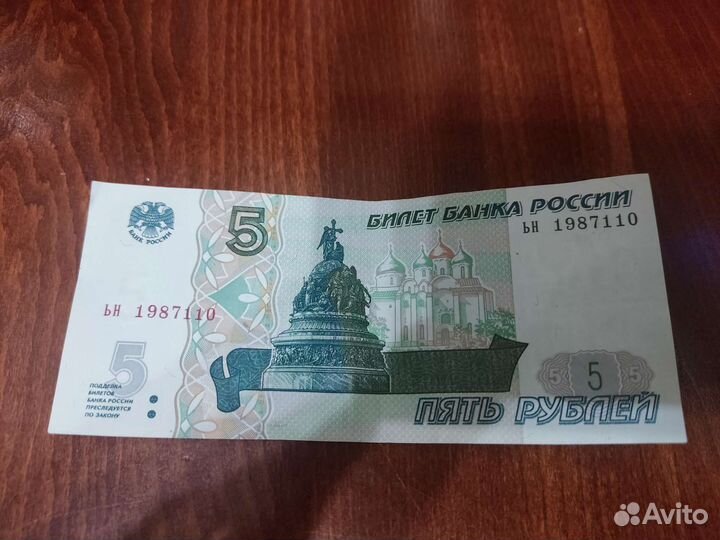 5
БИЛЕТ БАНКА РОССИИ
БАНК РОССИИ
ЬН 1987110
ЬН 1987110
5
ПОДДЕЛКА
БИЛЕТОВ
БАНКА РОССИИ
ПРЕСЛЕДУЕТСЯ
ПО ЗАКОНУ
5 5 5
ПЯТЬ РУБЛЕЙ
Avito